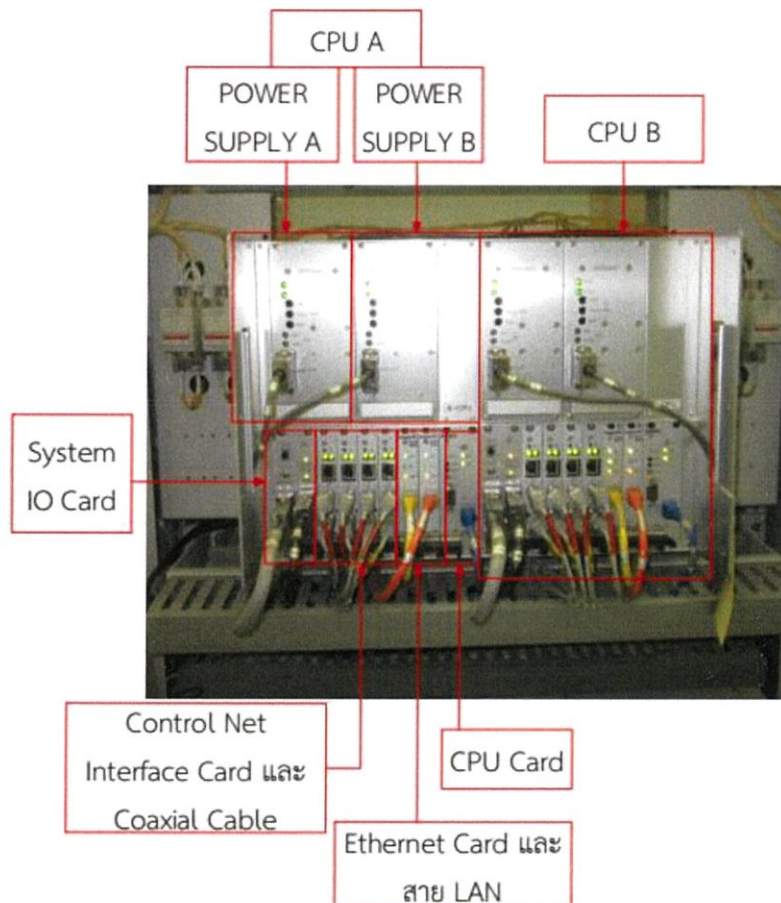 CPU A
POWER
SUPPLY A
POWER
SUPPLY B
CPU B
System
IO Card
Control Net
Interface Card และ
Coaxial Cable
CPU Card
Ethernet Card และ
สาย LAN